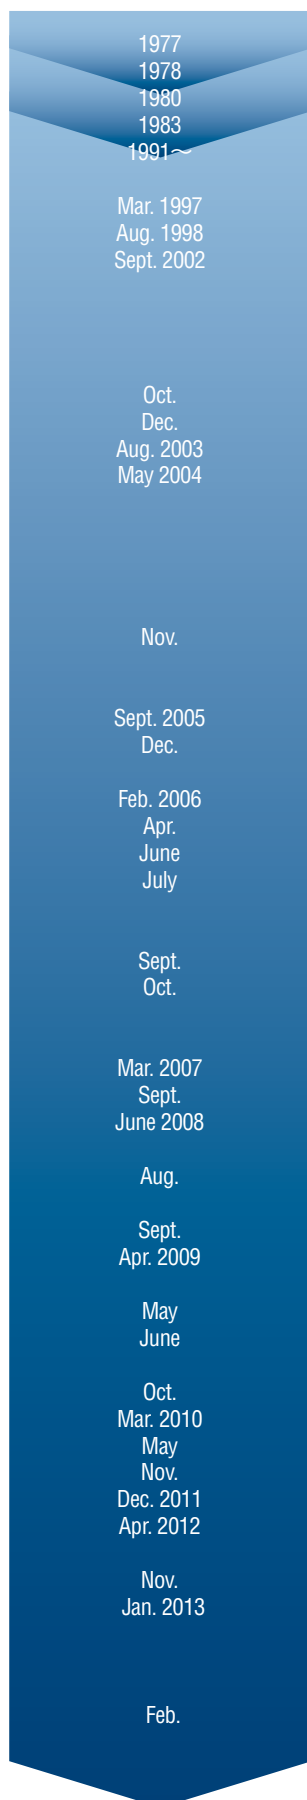 1977
1978
1980
1983
1991～
Mar. 1997
Aug. 1998
Sept. 2002
Oct.
Dec.
Aug. 2003
May 2004
Nov.
Sept. 2005
Dec.
Feb. 2006
Apr.
June
July
Sept.
Oct.
Mar. 2007
Sept.
June 2008
Aug.
Sept.
Apr. 2009
May
June
Oct.
Mar. 2010
May
Nov.
Dec. 2011
Apr. 2012
Nov.
Jan. 2013
Feb.